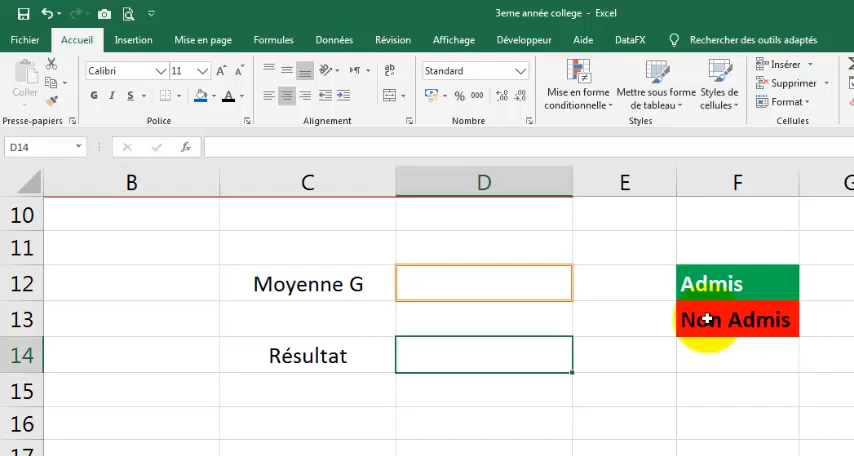 3eme année college - Excel
Fichier Accueil Insertion Mise en page Formules Données Révision Affichage Développeur Aide DataFX Rechercher des outils adaptés
Coller
Calibri 11
G I S
A A
ab
Standard
% 000
Mise en forme conditionnelle
Mettre sous forme de tableau
Styles de cellules
Insérer
Supprimer
Format
Presse-papiers Police Alignement Nombre Styles Cellules
D14 fx
B C D E F G
10
11
12 Moyenne G Admis
13 Non Admis
14 Résultat
15
16
17